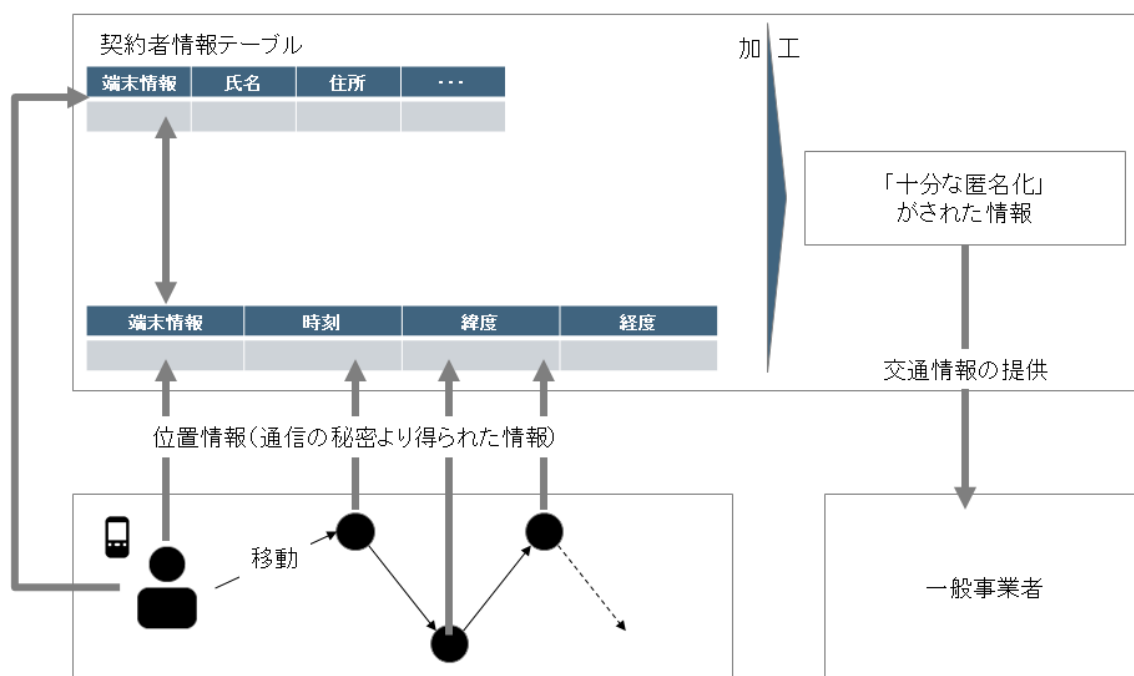 契約者情報テーブル
加工
端末情報 氏名 住所 ・・・
「十分な匿名化」
がされた情報
端末情報 時刻 緯度 経度
交通情報の提供
位置情報(通信の秘密より得られた情報)
移動
一般事業者